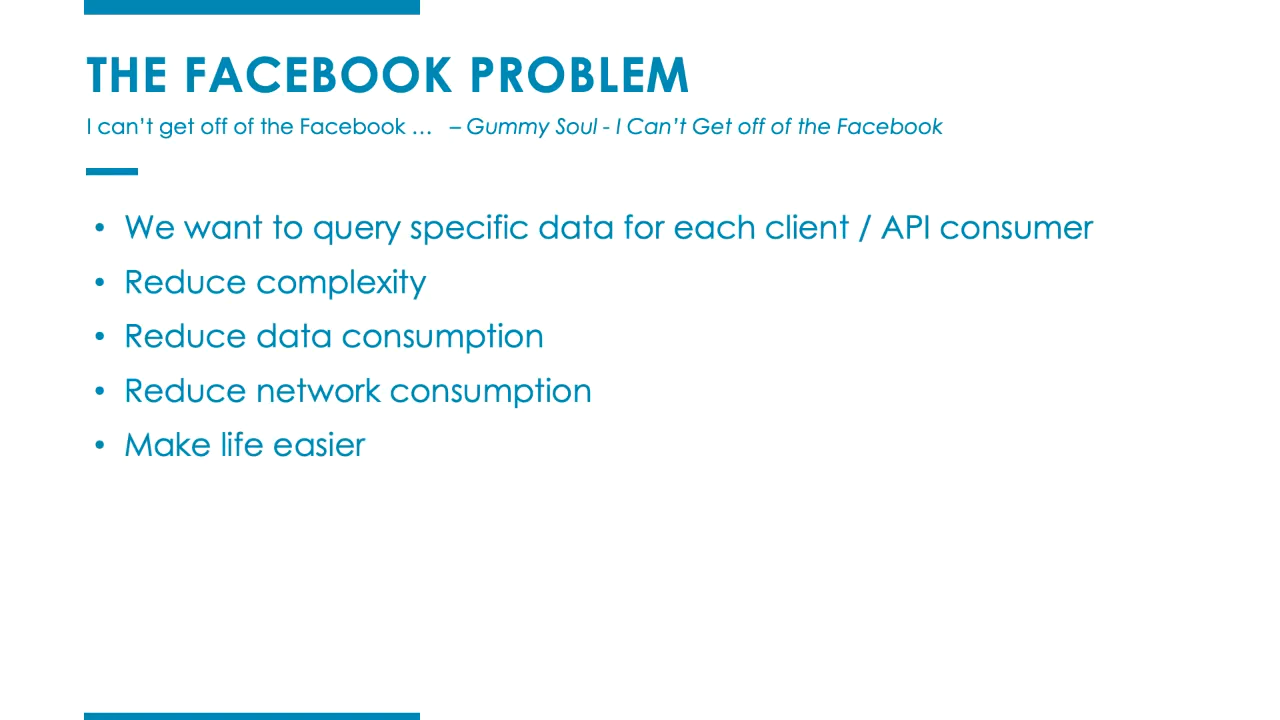 THE FACEBOOK PROBLEM
I can’t get off of the Facebook … – Gummy Soul - I Can’t Get off of the Facebook
• We want to query specific data for each client / API consumer
• Reduce complexity
• Reduce data consumption
• Reduce network consumption
• Make life easier